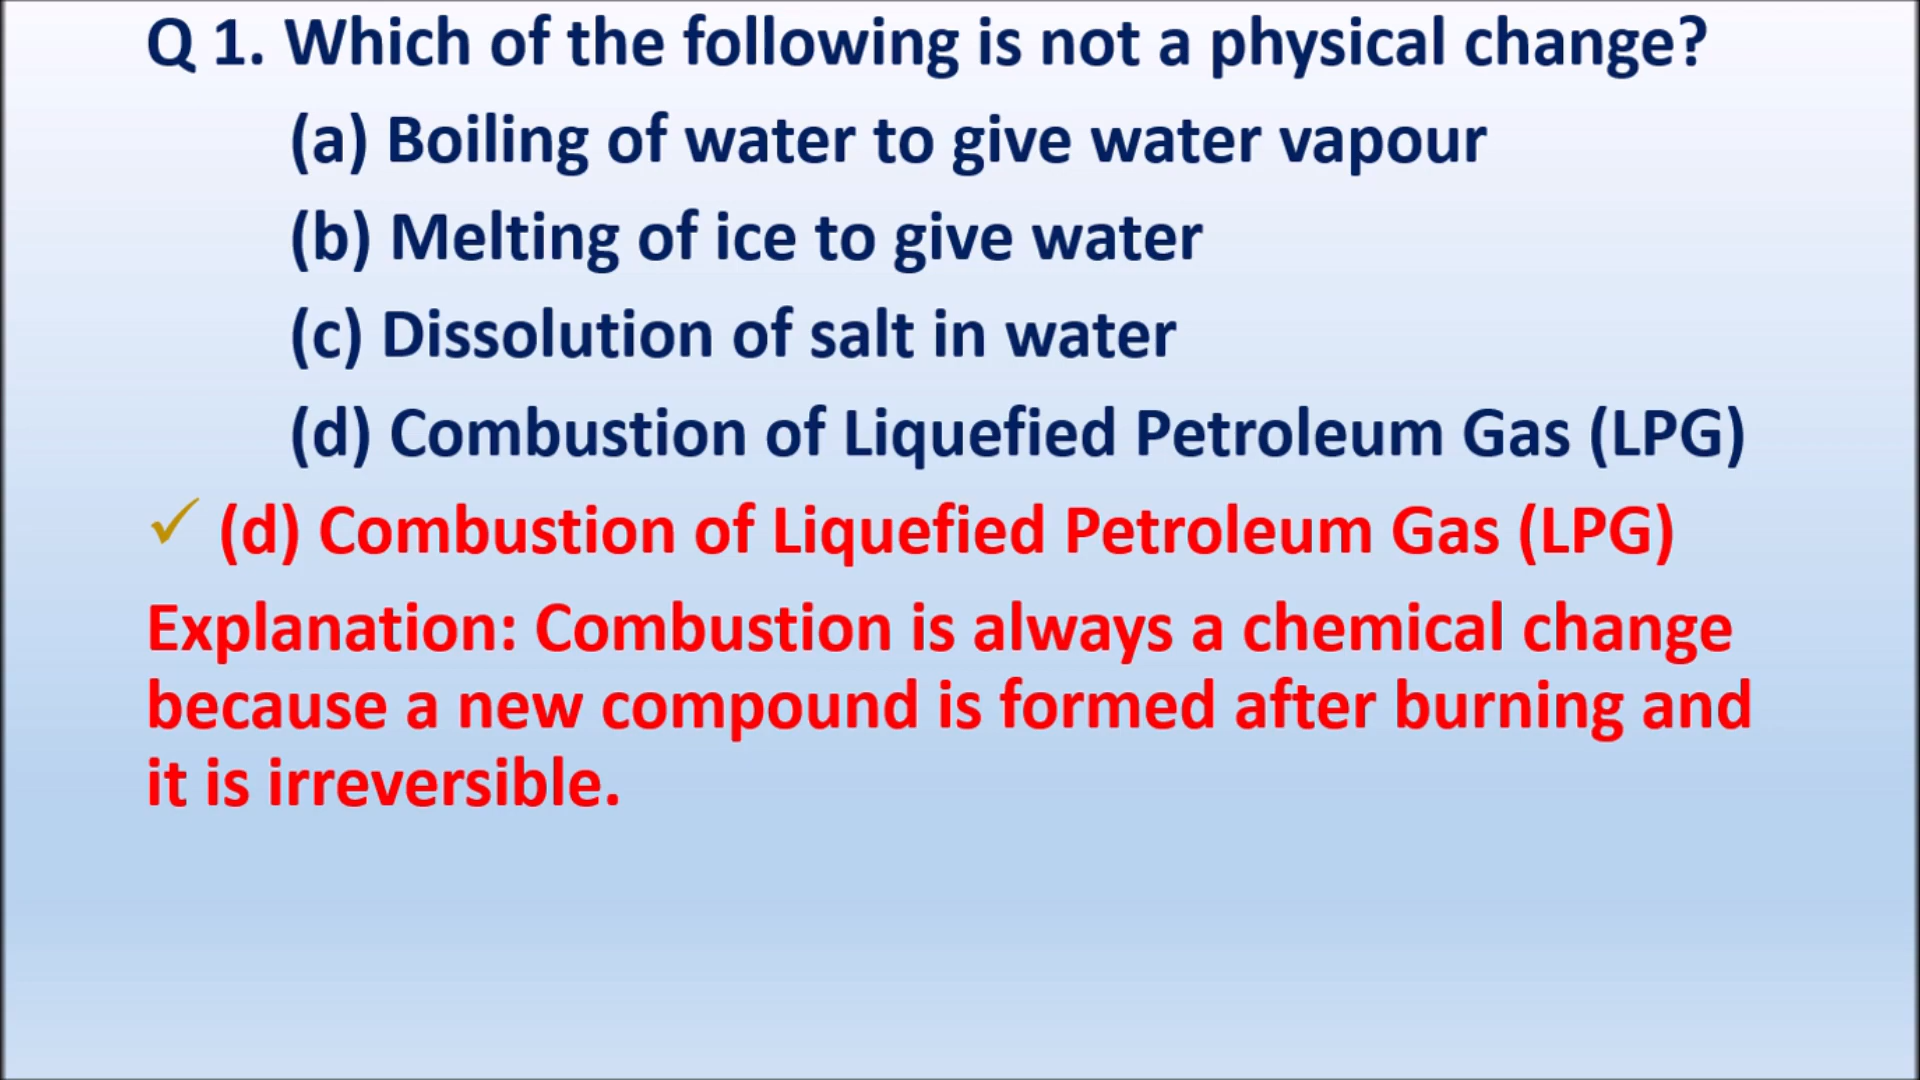 Q 1. Which of the following is not a physical change?
(a) Boiling of water to give water vapour
(b) Melting of ice to give water
(c) Dissolution of salt in water
(d) Combustion of Liquefied Petroleum Gas (LPG)
✓ (d) Combustion of Liquefied Petroleum Gas (LPG)
Explanation: Combustion is always a chemical change
because a new compound is formed after burning and
it is irreversible.